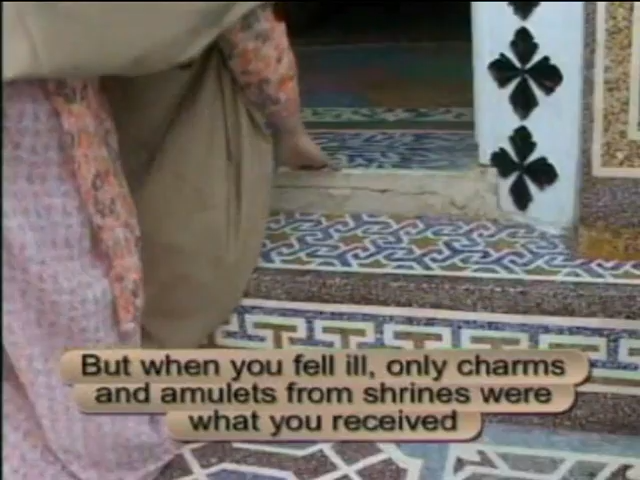 But when you fell ill, only charms
and amulets from shrines were
what you received